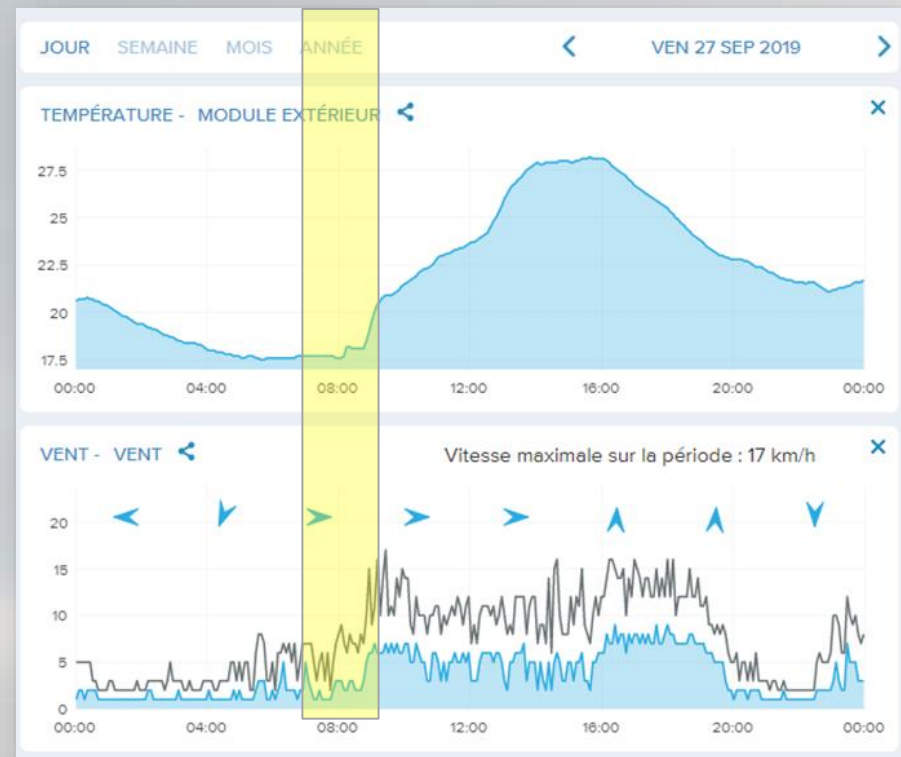 JOUR SEMAINE MOIS ANNÉE VEN 27 SEP 2019
TEMPÉRATURE - MODULE EXTÉRIEUR
27.5
25
22.5
20
17.5
00:00 04:00 08:00 12:00 16:00 20:00 00:00
VENT - VENT Vitesse maximale sur la période : 17 km/h
20
15
10
5
0
00:00 04:00 08:00 12:00 16:00 20:00 00:00